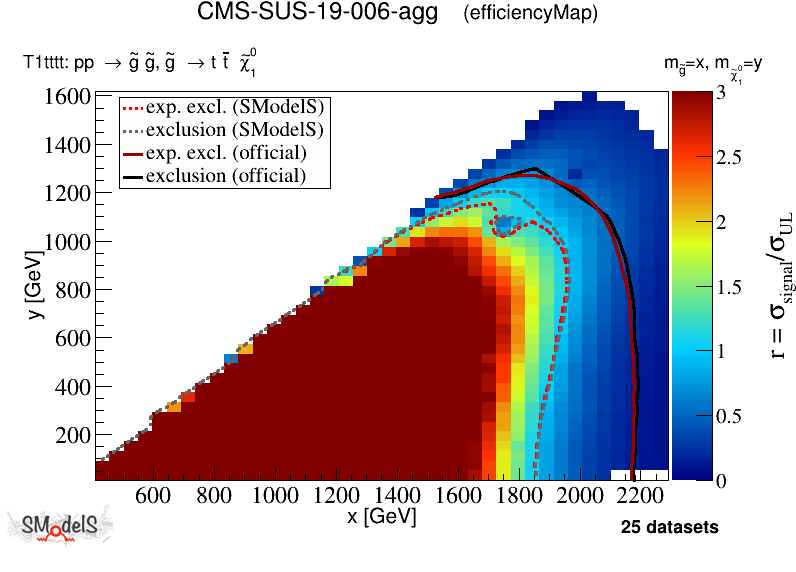 CMS-SUS-19-006-agg (efficiencyMap)
T1tttt: pp → g̃ g̃, g̃ → t t̄ χ̃₁⁰
m_g̃=x, m_χ̃₁⁰=y
exp. excl. (SModelS)
exclusion (SModelS)
exp. excl. (official)
exclusion (official)
1600
1400
1200
1000
800
600
400
200
y [GeV]
600 800 1000 1200 1400 1600 1800 2000 2200
x [GeV]
3
2.5
2
1.5
1
0.5
0
r = σ_signal/σ_UL
SModelS
25 datasets